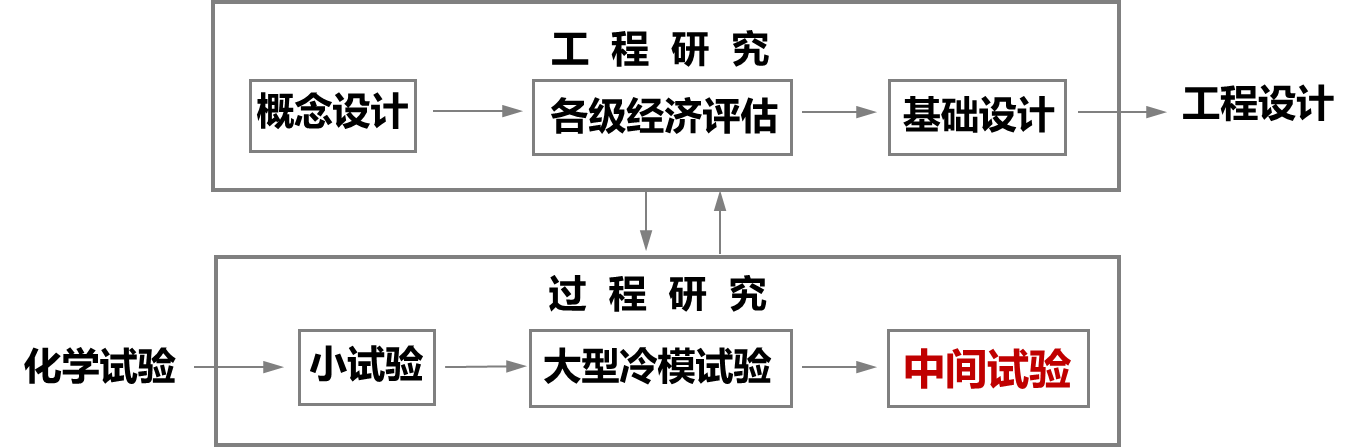 工程研究
概念设计
各级经济评估
基础设计
工程设计
过程研究
化学试验
小试验
大型冷模试验
中间试验